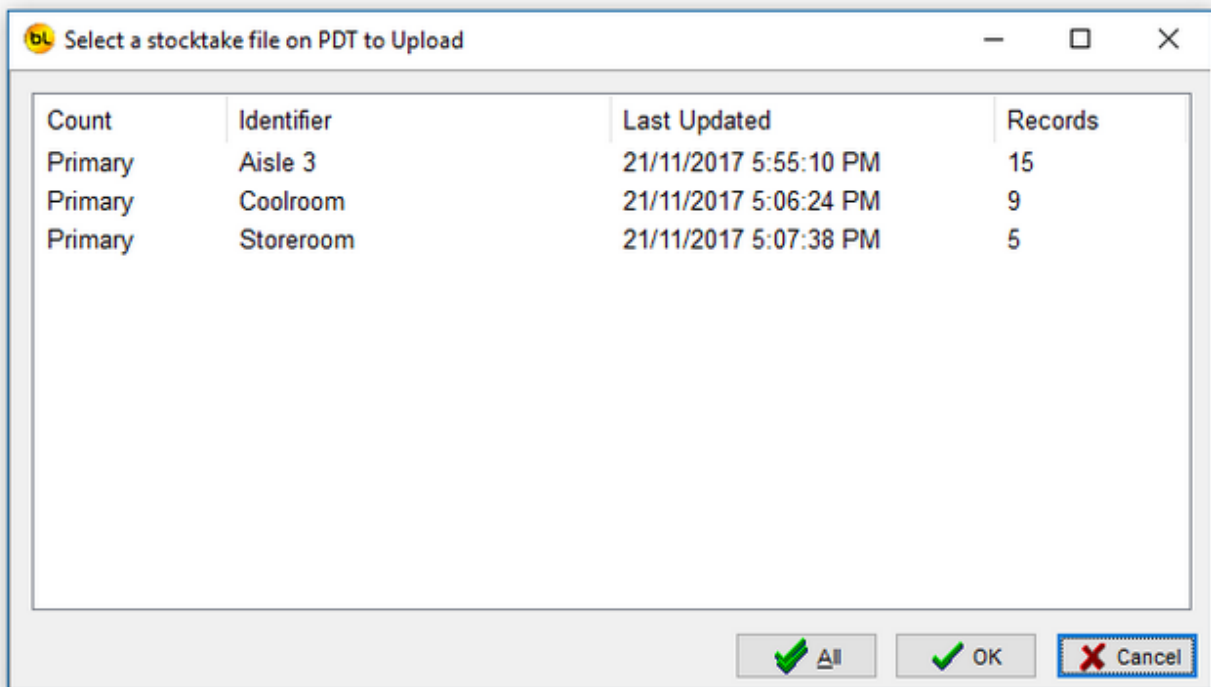 bL Select a stocktake file on PDT to Upload
Count Identifier Last Updated Records
Primary Aisle 3 21/11/2017 5:55:10 PM 15
Primary Coolroom 21/11/2017 5:06:24 PM 9
Primary Storeroom 21/11/2017 5:07:38 PM 5
All OK Cancel